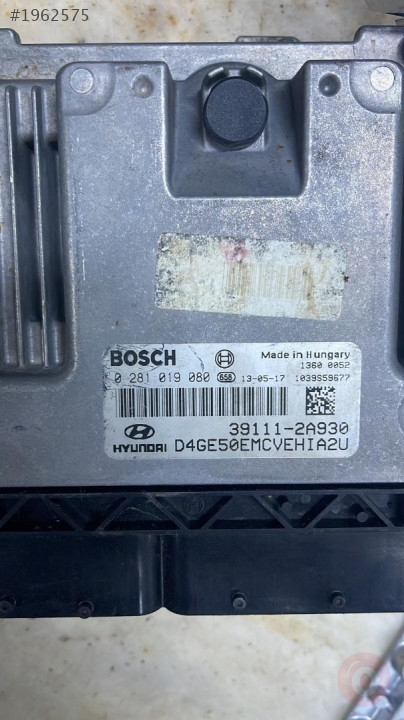 #1962575
BOSCH
Made in Hungary
1360 0052
0 281 019 080 658 13-05-17 1039S59677
39111-2A930
HYUNDAI D4GE50EMCVEHIA2U